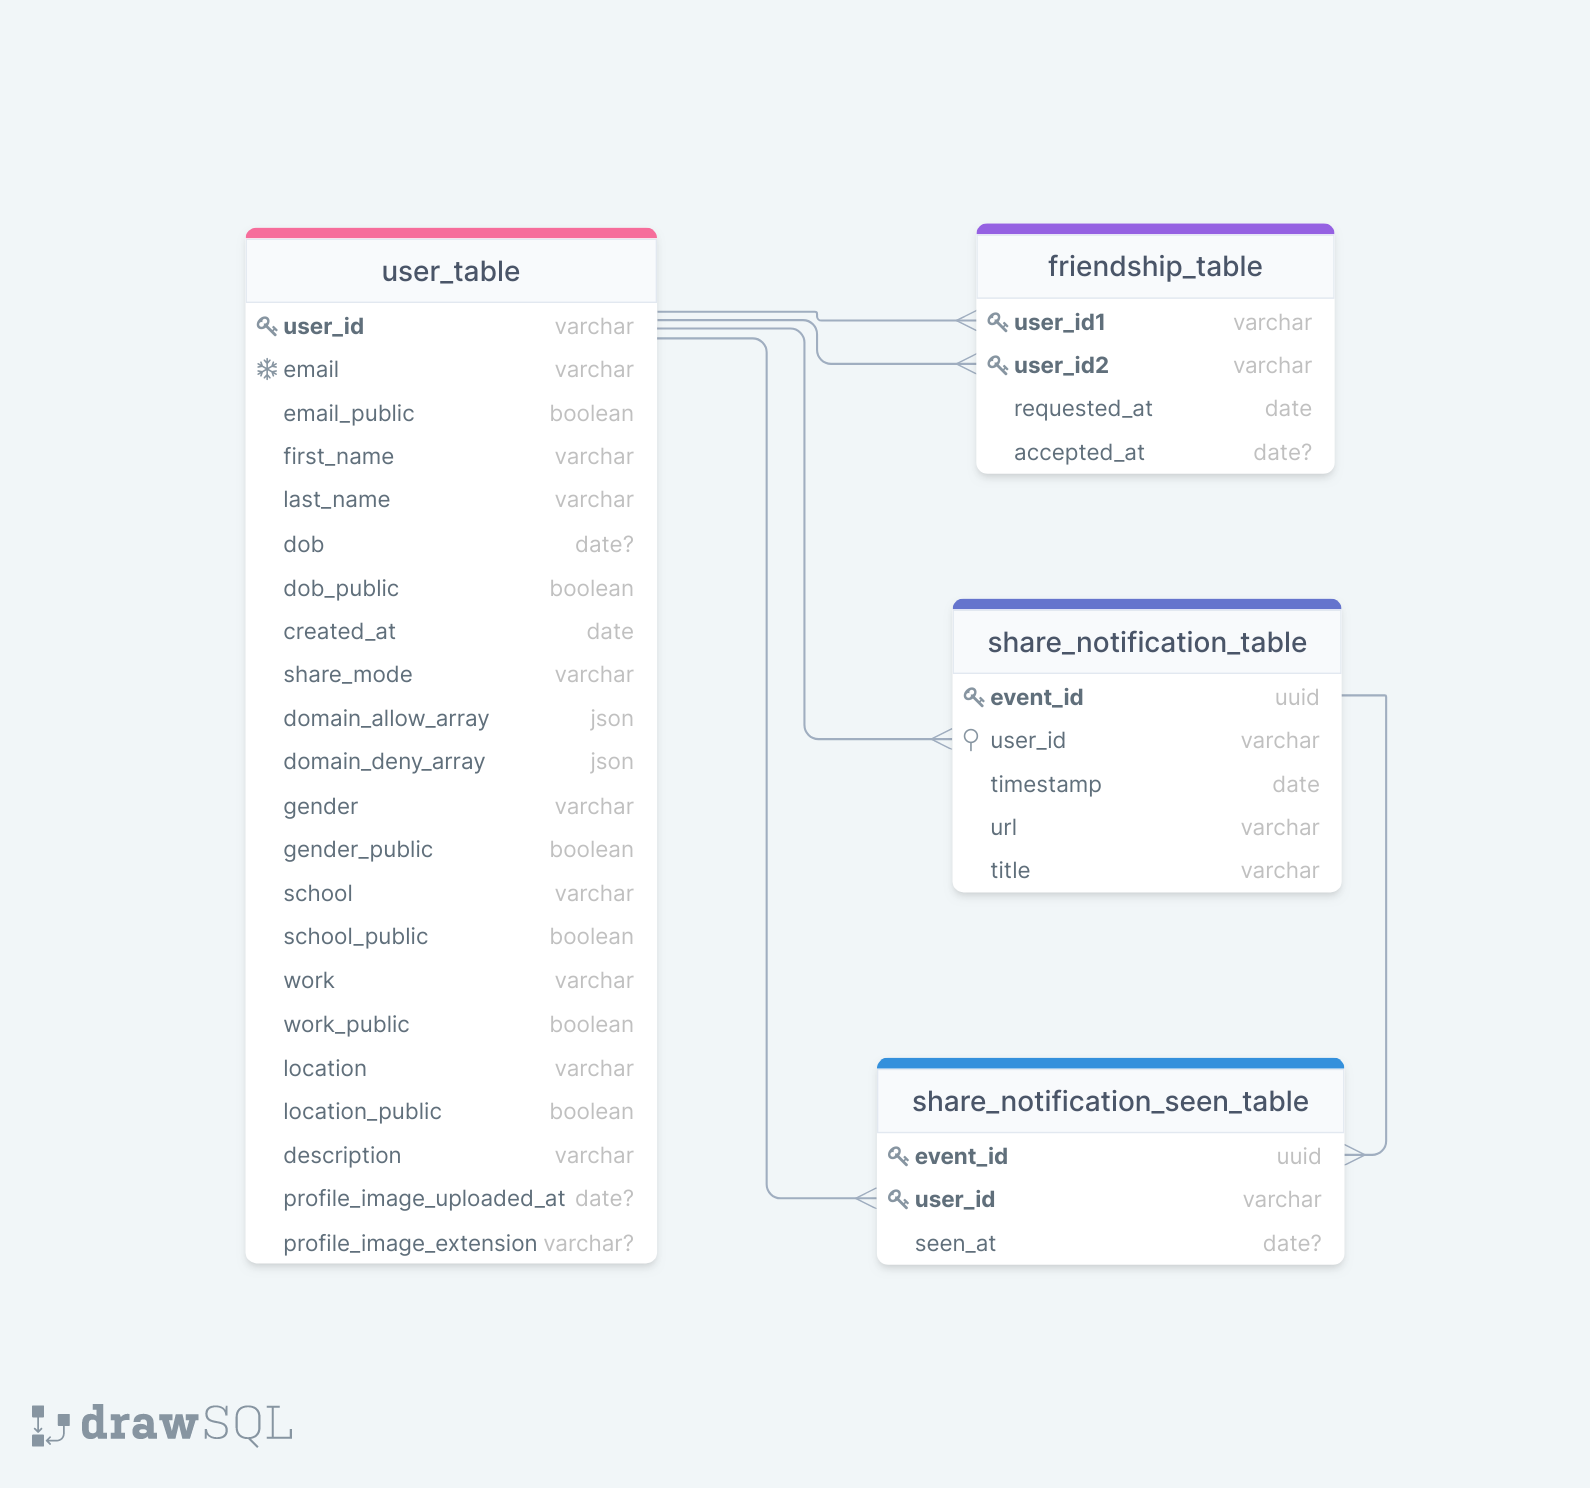 user_table
user_id varchar
email varchar
email_public boolean
first_name varchar
last_name varchar
dob date?
dob_public boolean
created_at date
share_mode varchar
domain_allow_array json
domain_deny_array json
gender varchar
gender_public boolean
school varchar
school_public boolean
work varchar
work_public boolean
location varchar
location_public boolean
description varchar
profile_image_uploaded_at date?
profile_image_extension varchar?
friendship_table
user_id1 varchar
user_id2 varchar
requested_at date
accepted_at date?
share_notification_table
event_id uuid
user_id varchar
timestamp date
url varchar
title varchar
share_notification_seen_table
event_id uuid
user_id varchar
seen_at date?
drawSQL